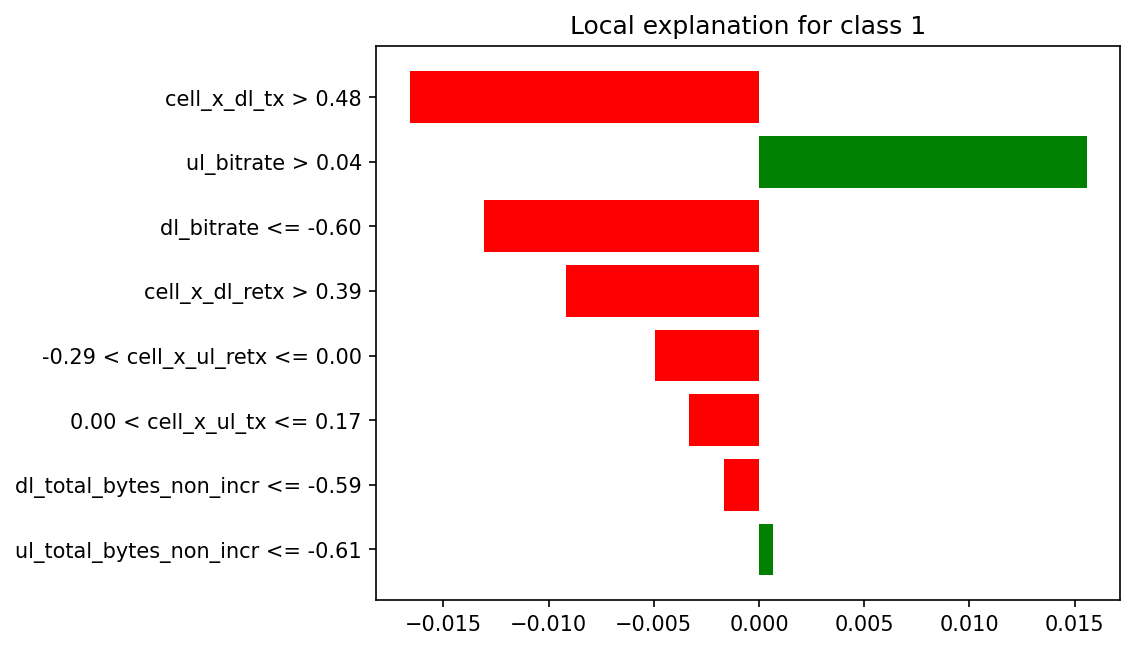 Local explanation for class 1
cell_x_dl_tx > 0.48
ul_bitrate > 0.04
dl_bitrate <= -0.60
cell_x_dl_retx > 0.39
-0.29 < cell_x_ul_retx <= 0.00
0.00 < cell_x_ul_tx <= 0.17
dl_total_bytes_non_incr <= -0.59
ul_total_bytes_non_incr <= -0.61
−0.015 −0.010 −0.005 0.000 0.005 0.010 0.015